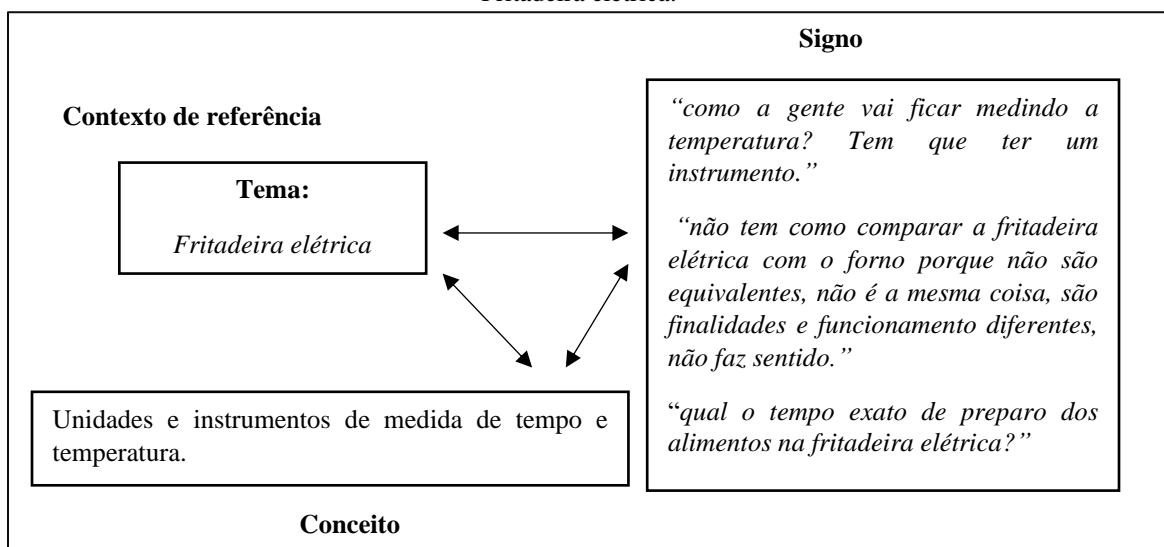 Fritadeira elétrica.
Signo
Contexto de referência
Tema:
Fritadeira elétrica
“como a gente vai ficar medindo a
temperatura? Tem que ter um
instrumento.”
“não tem como comparar a fritadeira
elétrica com o forno porque não são
equivalentes, não é a mesma coisa, são
finalidades e funcionamento diferentes,
não faz sentido.”
“qual o tempo exato de preparo dos
alimentos na fritadeira elétrica?”
Unidades e instrumentos de medida de tempo e
temperatura.
Conceito